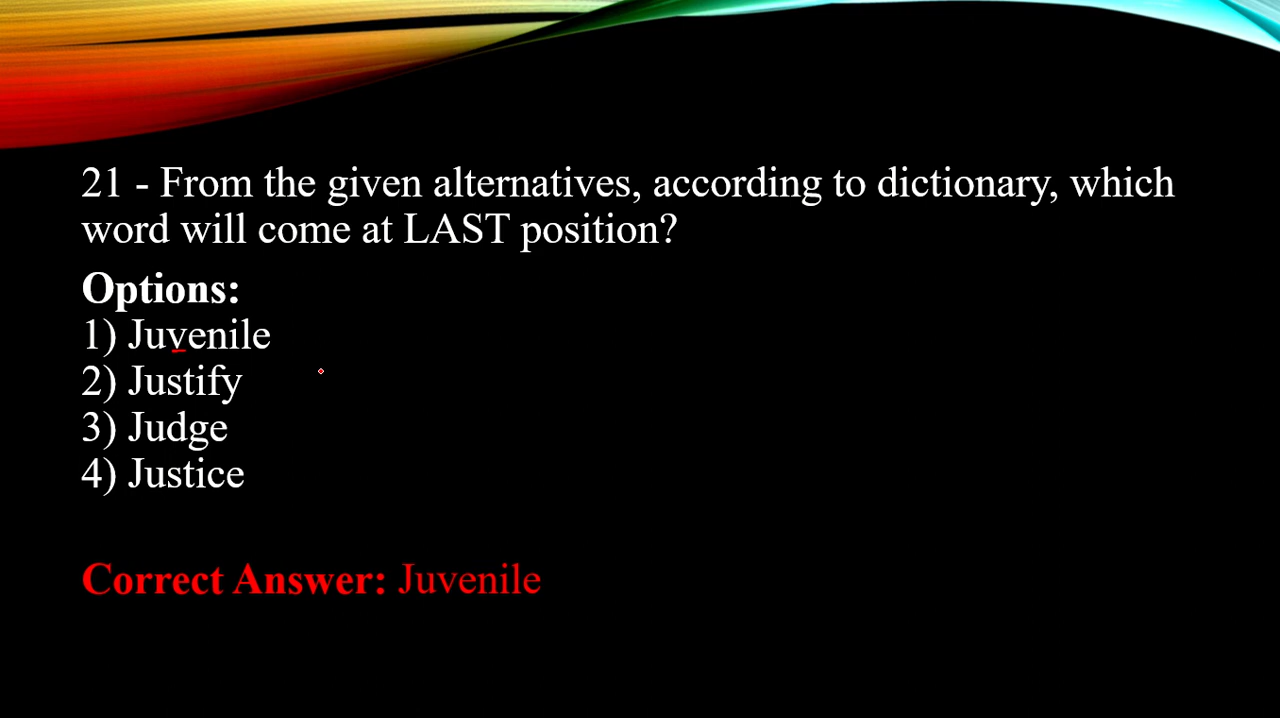 21 - From the given alternatives, according to dictionary, which
word will come at LAST position?
Options:
1) Juvenile
2) Justify
3) Judge
4) Justice
Correct Answer: Juvenile